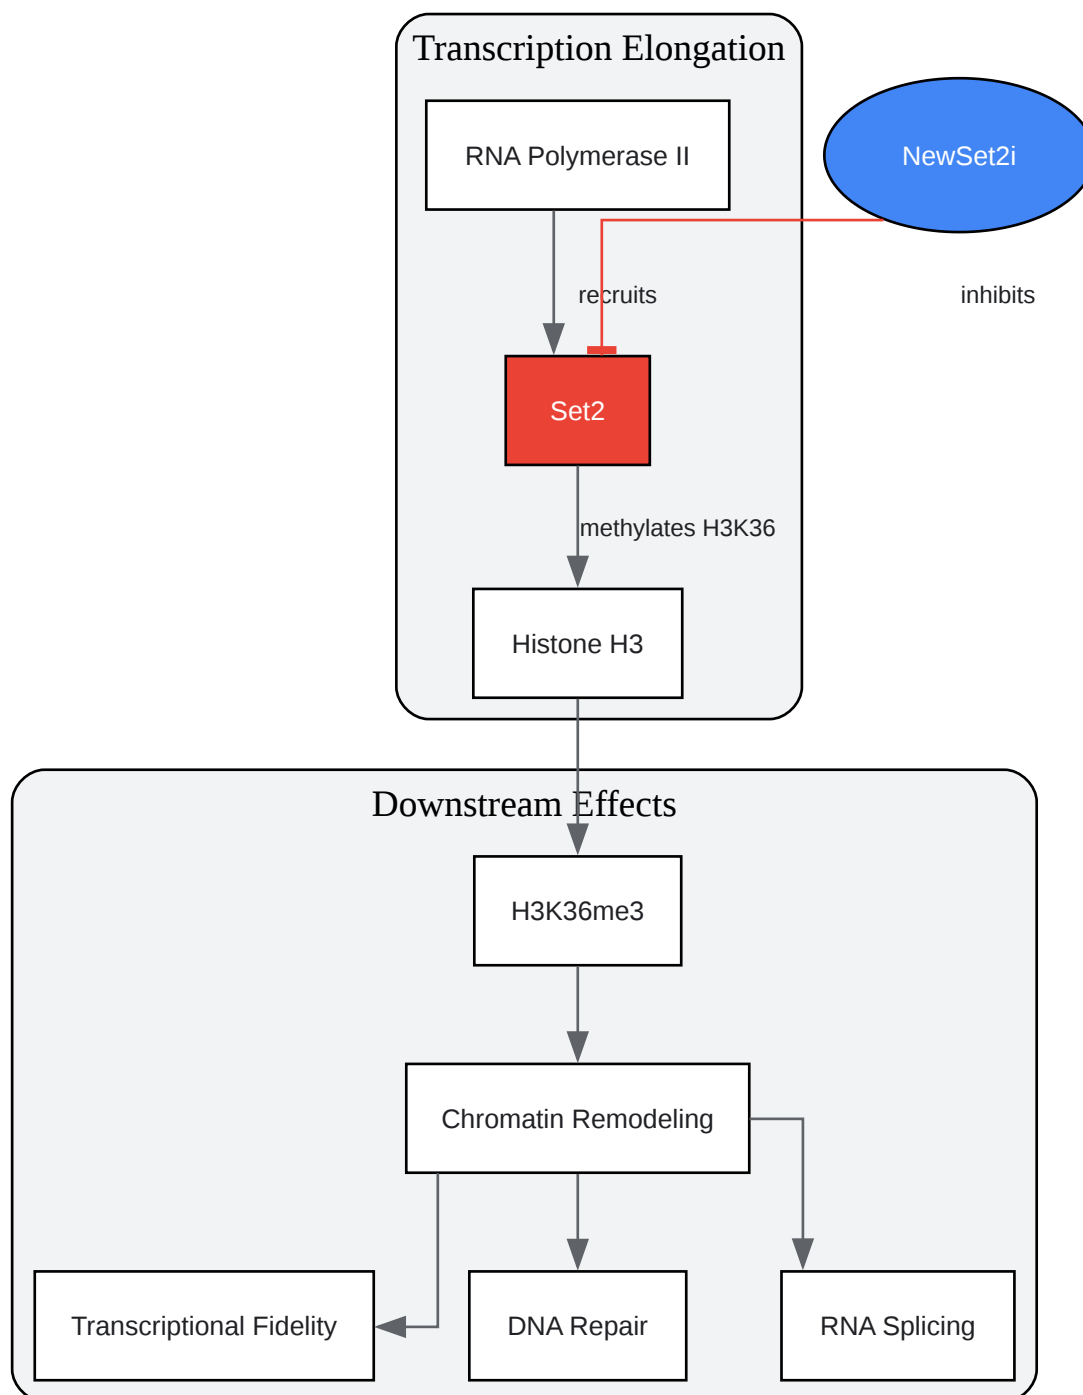 Transcription Elongation
RNA Polymerase II
NewSet2i
recruits
inhibits
Set2
methylates H3K36
Histone H3
Downstream Effects
H3K36me3
Chromatin Remodeling
Transcriptional Fidelity
DNA Repair
RNA Splicing